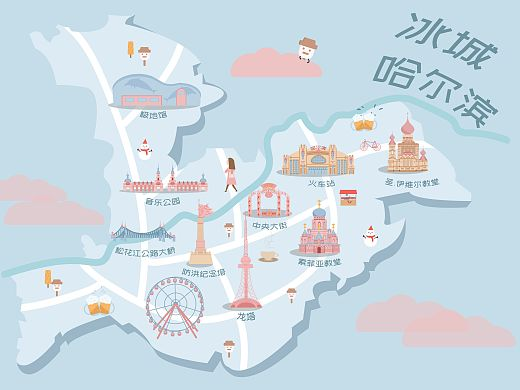 冰城
哈尔滨
极地馆
音乐公园
火车站
圣.伊维尔教堂
中央大街
松花江公路大桥
防洪纪念塔
索菲亚教堂
龙塔